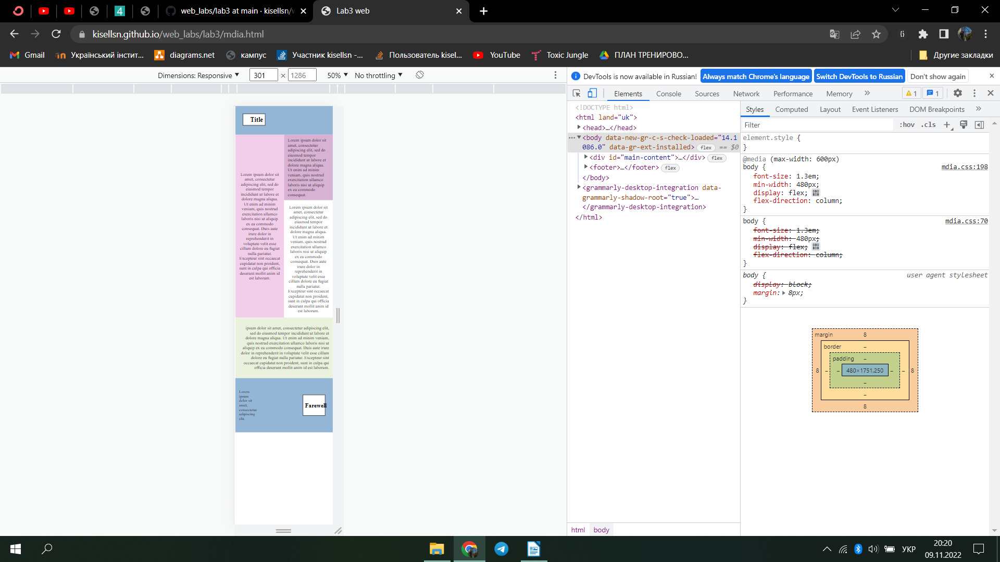 web_labs/lab3 at main · kisellsn/w
Lab3 web
kisellsn.github.io/web_labs/lab3/mdia.html
Gmail
Український інстит...
diagrams.net
кампус
Участник kisellsn -...
Пользователь kisel...
YouTube
Toxic Jungle
ПЛАН ТРЕНИРОВО...
Другие закладки
Dimensions: Responsive
301 × 1286
50%
No throttling
DevTools is now available in Russian!
Always match Chrome's language
Switch DevTools to Russian
Don't show again
Elements
Console
Sources
Network
Performance
Memory
1
1
Title
Lorem ipsum dolor sit
amet, consectetur
adipiscing elit, sed do
eiusmod tempor
incididunt ut labore et
dolore magna aliqua.
Ut enim ad minim
veniam, quis nostrud
exercitation ullamco
laboris nisi ut aliquip
ex ea commodo
consequat.
Lorem ipsum dolor sit
amet, consectetur
adipiscing elit, sed do
eiusmod tempor
incididunt ut labore et
dolore magna aliqua.
Ut enim ad minim
veniam, quis nostrud
exercitation ullamco
laboris nisi ut aliquip
ex ea commodo
consequat. Duis aute
irure dolor in
reprehenderit in
voluptate velit esse
cillum dolore eu fugiat
nulla pariatur.
Excepteur sint occaecat
cupidatat non proident,
sunt in culpa qui officia
deserunt mollit anim id
est laborum.
Lorem ipsum dolor sit
amet, consectetur
adipiscing elit, sed do
eiusmod tempor
incididunt ut labore et
dolore magna aliqua.
Ut enim ad minim
veniam, quis nostrud
exercitation ullamco
laboris nisi ut aliquip
ex ea commodo
consequat. Duis aute
irure dolor in
reprehenderit in
voluptate velit esse
cillum dolore eu fugiat
nulla pariatur.
Excepteur sint occaecat
cupidatat non proident,
sunt in culpa qui officia
deserunt mollit anim id
est laborum.
ipsum dolor sit amet, consectetur adipiscing elit,
sed do eiusmod tempor incididunt ut labore et
dolore magna aliqua. Ut enim ad minim veniam,
quis nostrud exercitation ullamco laboris nisi ut
aliquip ex ea commodo consequat. Duis aute irure
dolor in reprehenderit in voluptate velit esse cillum
dolore eu fugiat nulla pariatur. Excepteur sint
occaecat cupidatat non proident, sunt in culpa qui
officia deserunt mollit anim id est laborum.
Lorem
ipsum
dolor sit
amet,
consectetur
adipiscing
elit.
Farewell
<!DOCTYPE html>
<html land="uk">
<head>…</head>
<body data-new-gr-c-s-check-loaded="14.1
086.0" data-gr-ext-installed> flex == $0
<div id="main-content">…</div> flex
<footer>…</footer> flex
</body>
<grammarly-desktop-integration data-
grammarly-shadow-root="true">…
</grammarly-desktop-integration>
</html>
html body
Styles
Computed
Layout
Event Listeners
DOM Breakpoints
Filter
:hov .cls
element.style {
}
@media (max-width: 600px)
body {
mdia.css:198
font-size: 1.3em;
min-width: 480px;
display: flex;
flex-direction: column;
}
body {
mdia.css:70
font-size: 1.3em;
min-width: 480px;
display: flex;
flex-direction: column;
}
body {
user agent stylesheet
display: block;
margin: 8px;
}
margin 8
border –
padding –
8 – – 480×1751.250 – – 8
–
–
8
УКР
20:20
09.11.2022